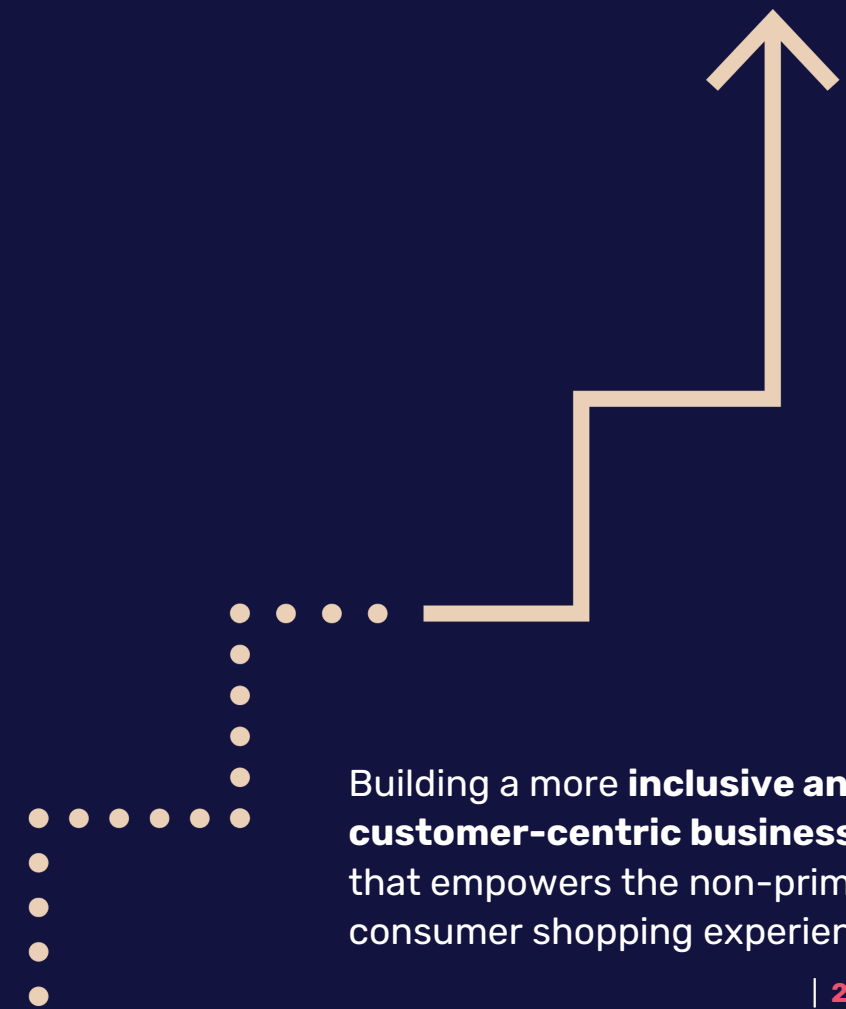 Building a more inclusive an
customer-centric business
that empowers the non-prim
consumer shopping experien
| 2